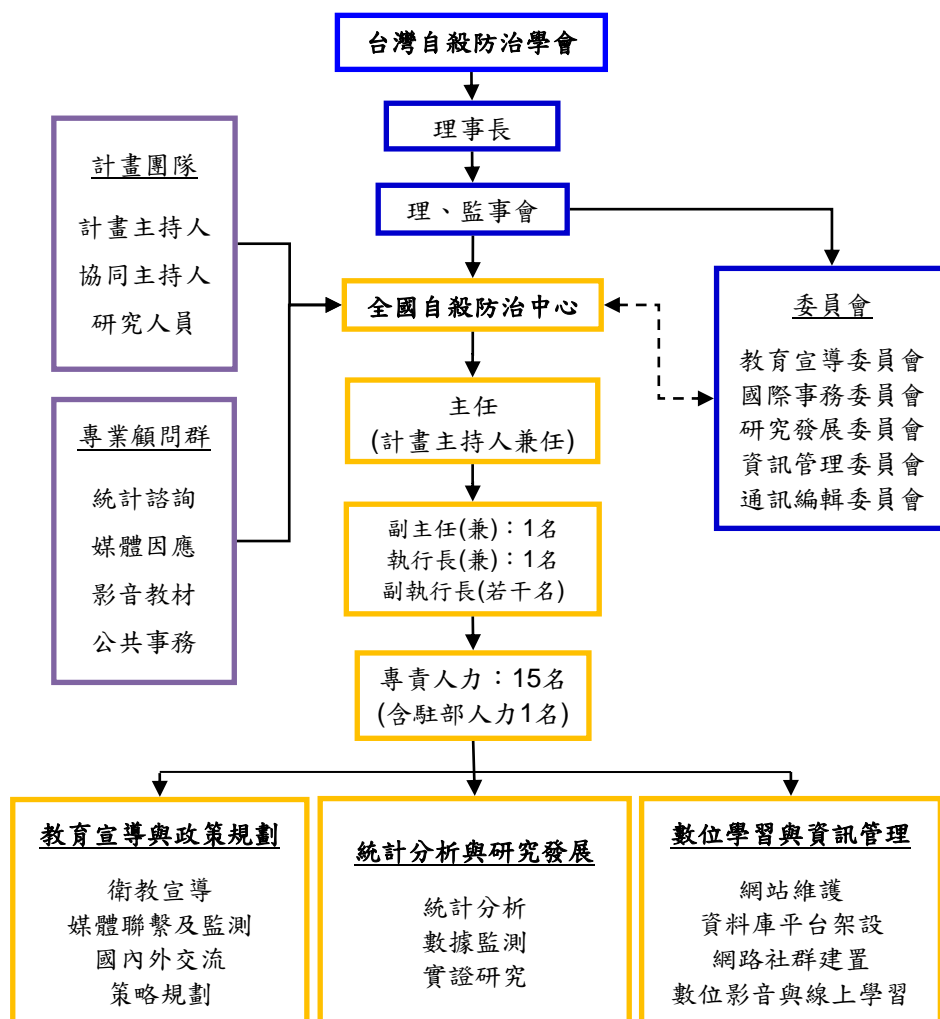 台灣自殺防治學會
理事長
理、監事會
計畫團隊
計畫主持人
協同主持人
研究人員
專業顧問群
統計諮詢
媒體因應
影音教材
公共事務
全國自殺防治中心
委員會
教育宣導委員會
國際事務委員會
研究發展委員會
資訊管理委員會
通訊編輯委員會
主任
(計畫主持人兼任)
副主任(兼)：1名
執行長(兼)：1名
副執行長(若干名)
專責人力：15名
(含駐部人力1名)
教育宣導與政策規劃
衛教宣導
媒體聯繫及監測
國內外交流
策略規劃
統計分析與研究發展
統計分析
數據監測
實證研究
數位學習與資訊管理
網站維護
資料庫平台架設
網路社群建置
數位影音與線上學習